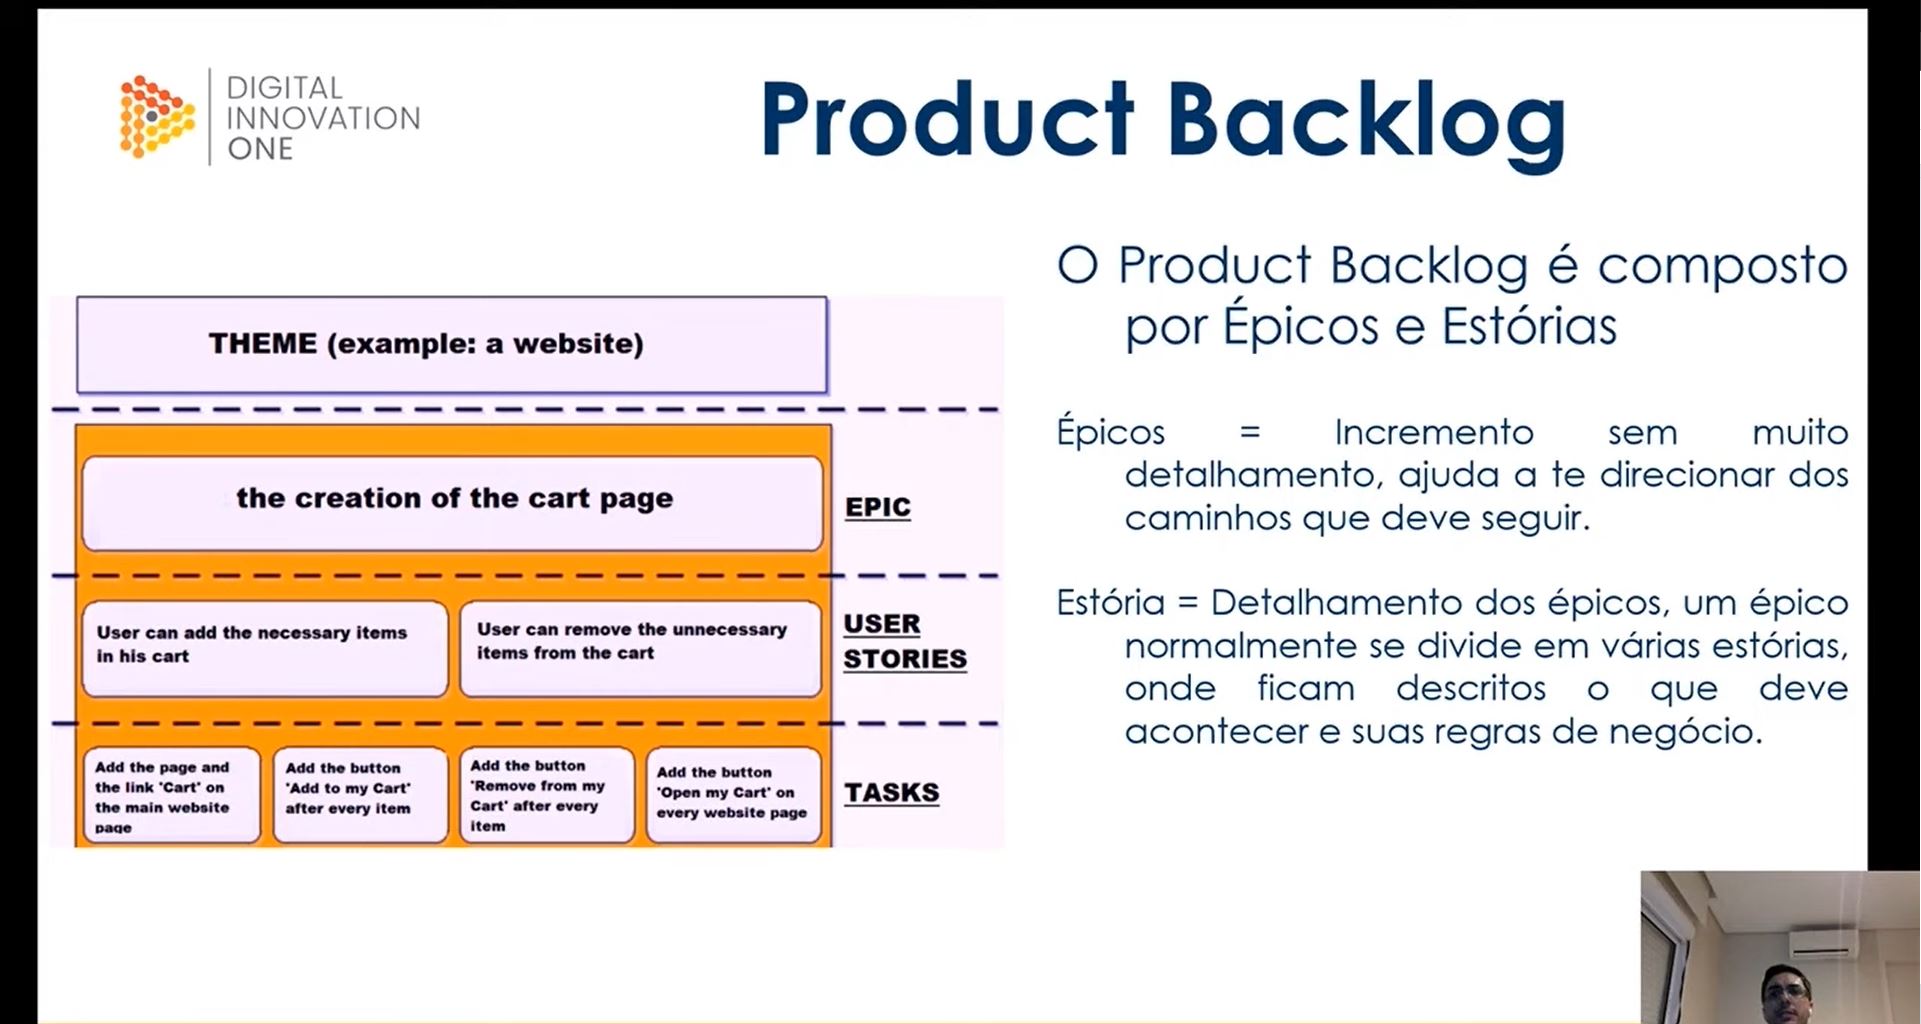 DIGITAL
INNOVATION
ONE
Product Backlog
THEME (example: a website)
the creation of the cart page
EPIC
User can add the necessary items
in his cart
User can remove the unnecessary
items from the cart
USER
STORIES
Add the page and
the link 'Cart' on
the main website
page
Add the button
'Add to my Cart'
after every item
Add the button
'Remove from my
Cart' after every
item
Add the button
'Open my Cart' on
every website page
TASKS
O Product Backlog é composto
por Épicos e Estórias
Épicos = Incremento sem muito
detalhamento, ajuda a te direcionar dos
caminhos que deve seguir.
Estória = Detalhamento dos épicos, um épico
normalmente se divide em várias estórias,
onde ficam descritos o que deve
acontecer e suas regras de negócio.